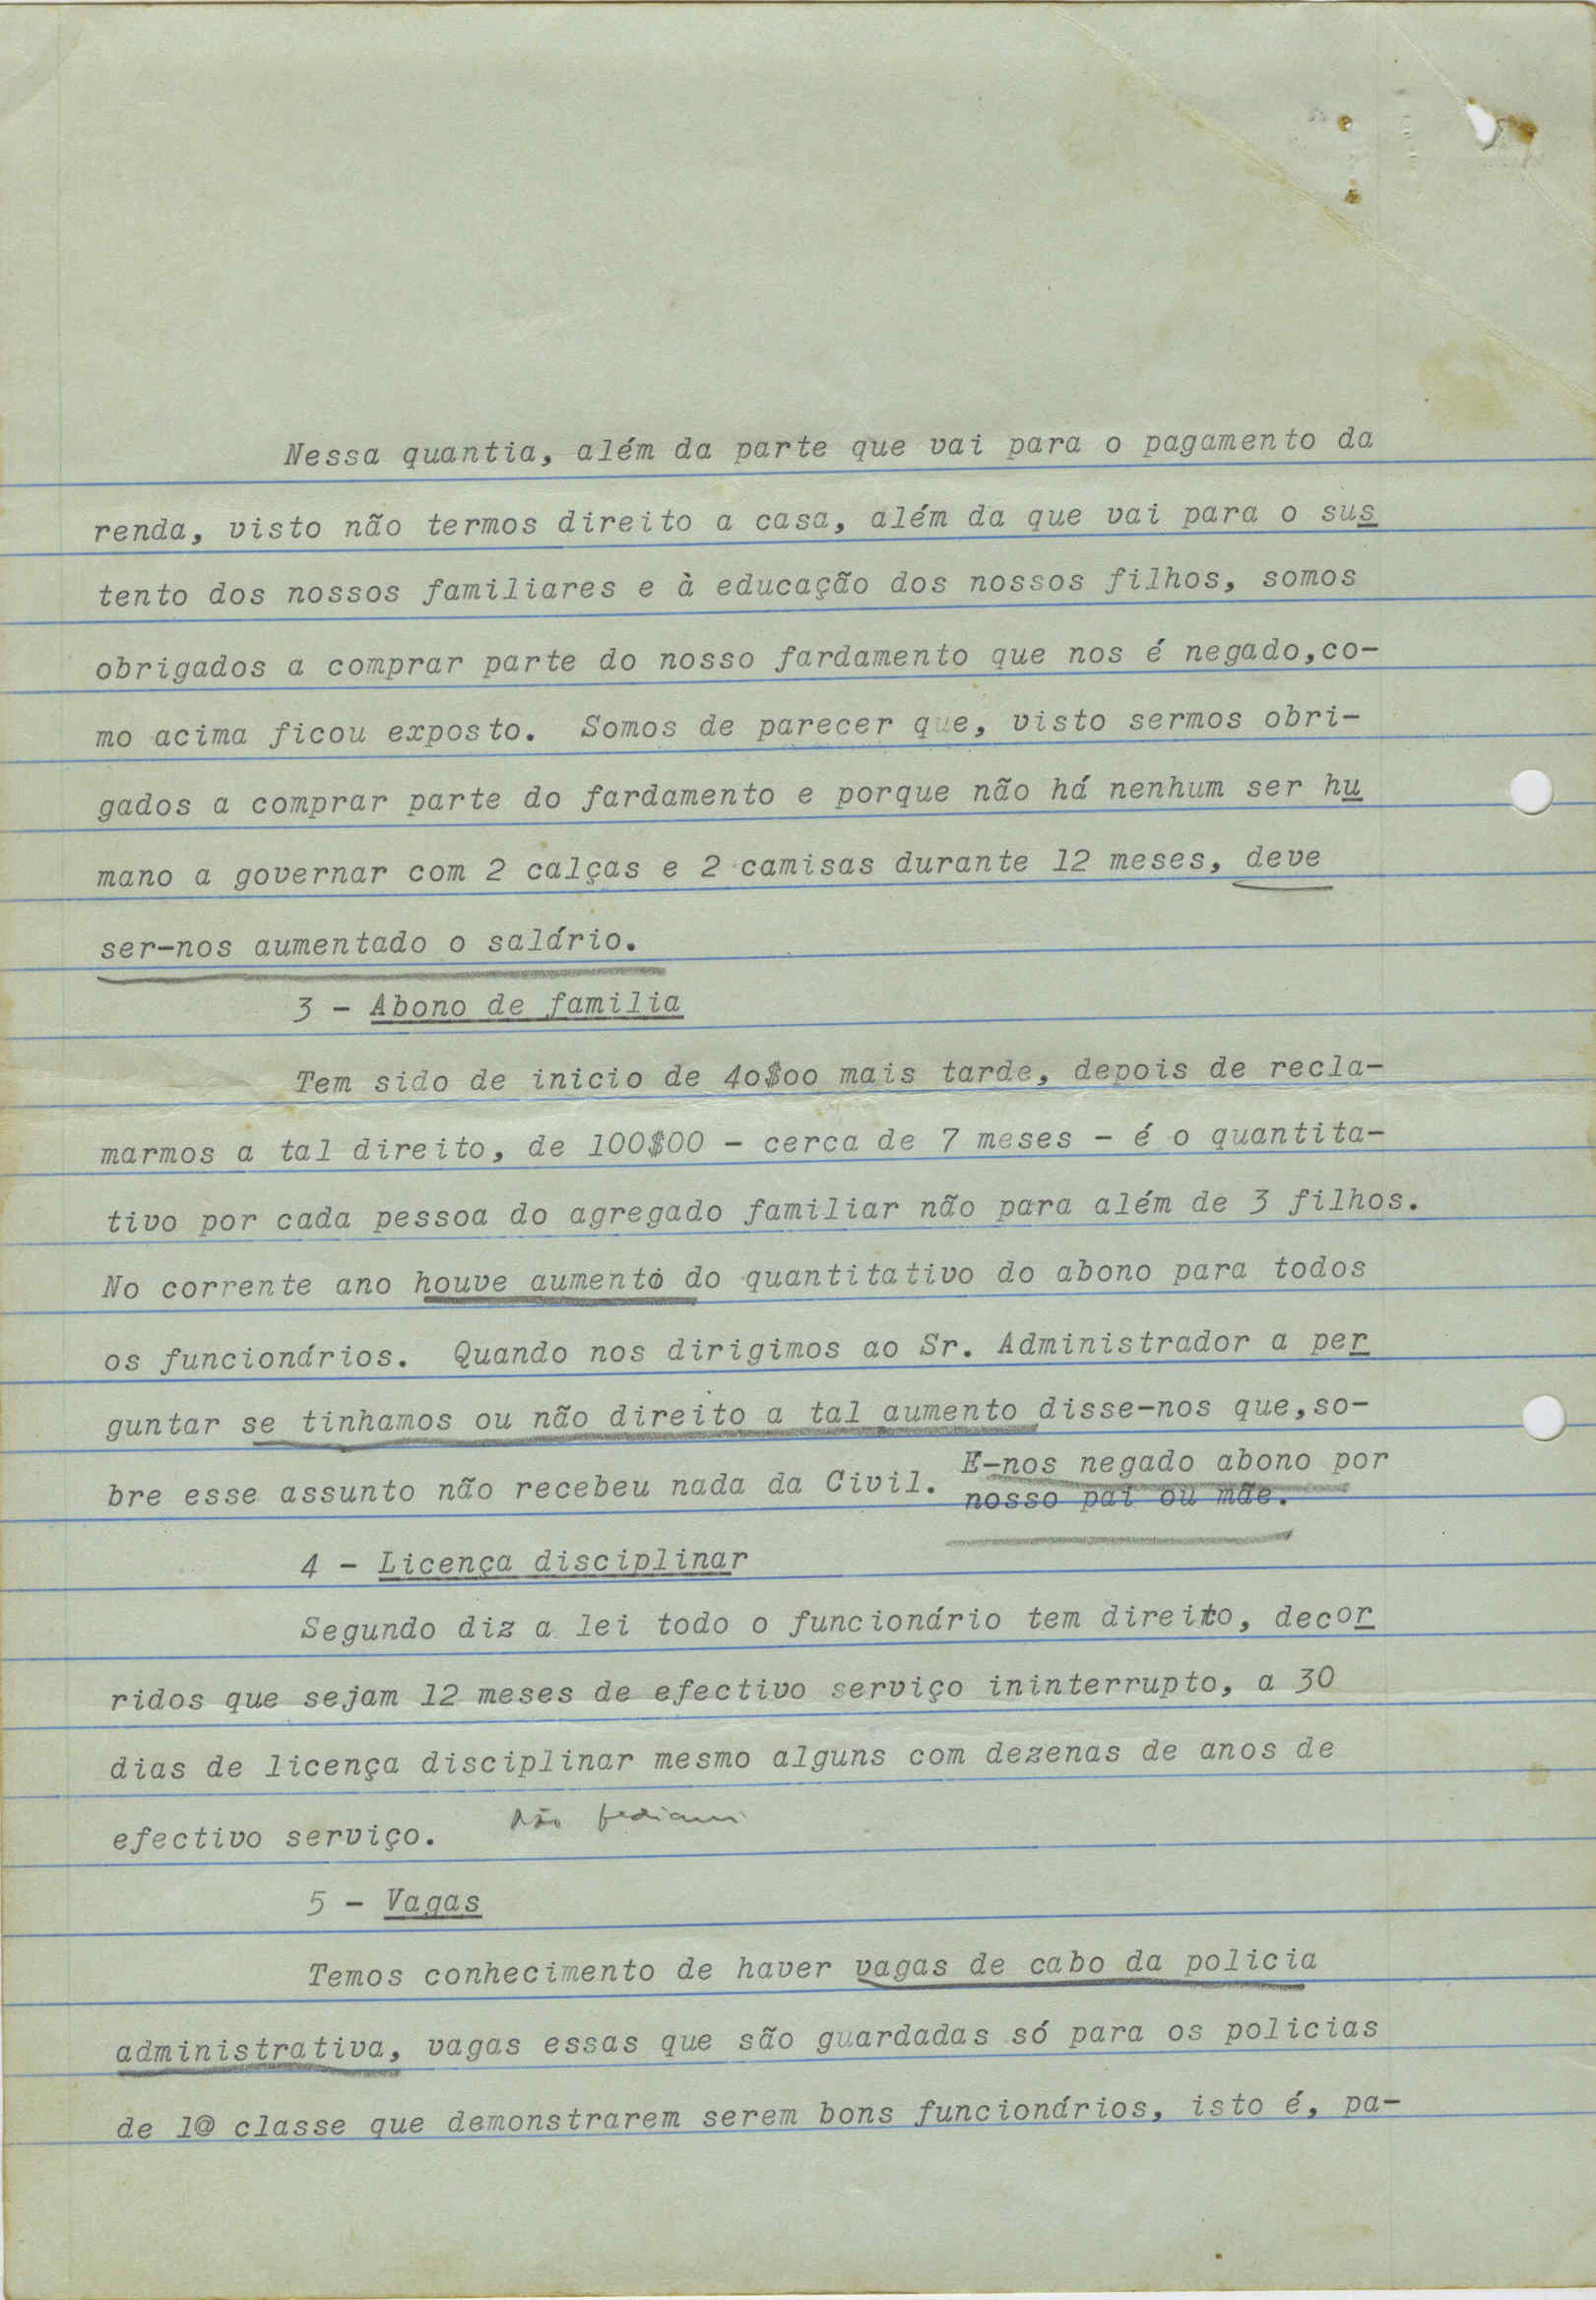 Nessa quantia, além da parte que vai para o pagamento da
renda, visto não termos direito a casa, além da que vai para o sus
tento dos nossos familiares e à educação dos nossos filhos, somos
obrigados a comprar parte do nosso fardamento que nos é negado,co-
mo acima ficou exposto. Somos de parecer que, visto sermos obri-
gados a comprar parte do fardamento e porque não há nenhum ser hu
mano a governar com 2 calças e 2 camisas durante 12 meses, deve
ser-nos aumentado o salário.
3 - Abono de familia
Tem sido de inicio de 4o$oo mais tarde, depois de recla-
marmos a tal direito, de 100$00 - cerca de 7 meses - é o quantita-
tivo por cada pessoa do agregado familiar não para além de 3 filhos.
No corrente ano houve aumento do quantitativo do abono para todos
os funcionários. Quando nos dirigimos ao Sr. Administrador a per
guntar se tinhamos ou não direito a tal aumento disse-nos que,so-
bre esse assunto não recebeu nada da Civil. E-nos negado abono por
nosso pai ou mãe.
4 - Licença disciplinar
Segundo diz a lei todo o funcionário tem direito, decor
ridos que sejam 12 meses de efectivo serviço ininterrupto, a 30
dias de licença disciplinar mesmo alguns com dezenas de anos de
efectivo serviço. não pediam
5 - Vagas
Temos conhecimento de haver vagas de cabo da policia
administrativa, vagas essas que são guardadas só para os policias
de 1@ classe que demonstrarem serem bons funcionários, isto é, pa-